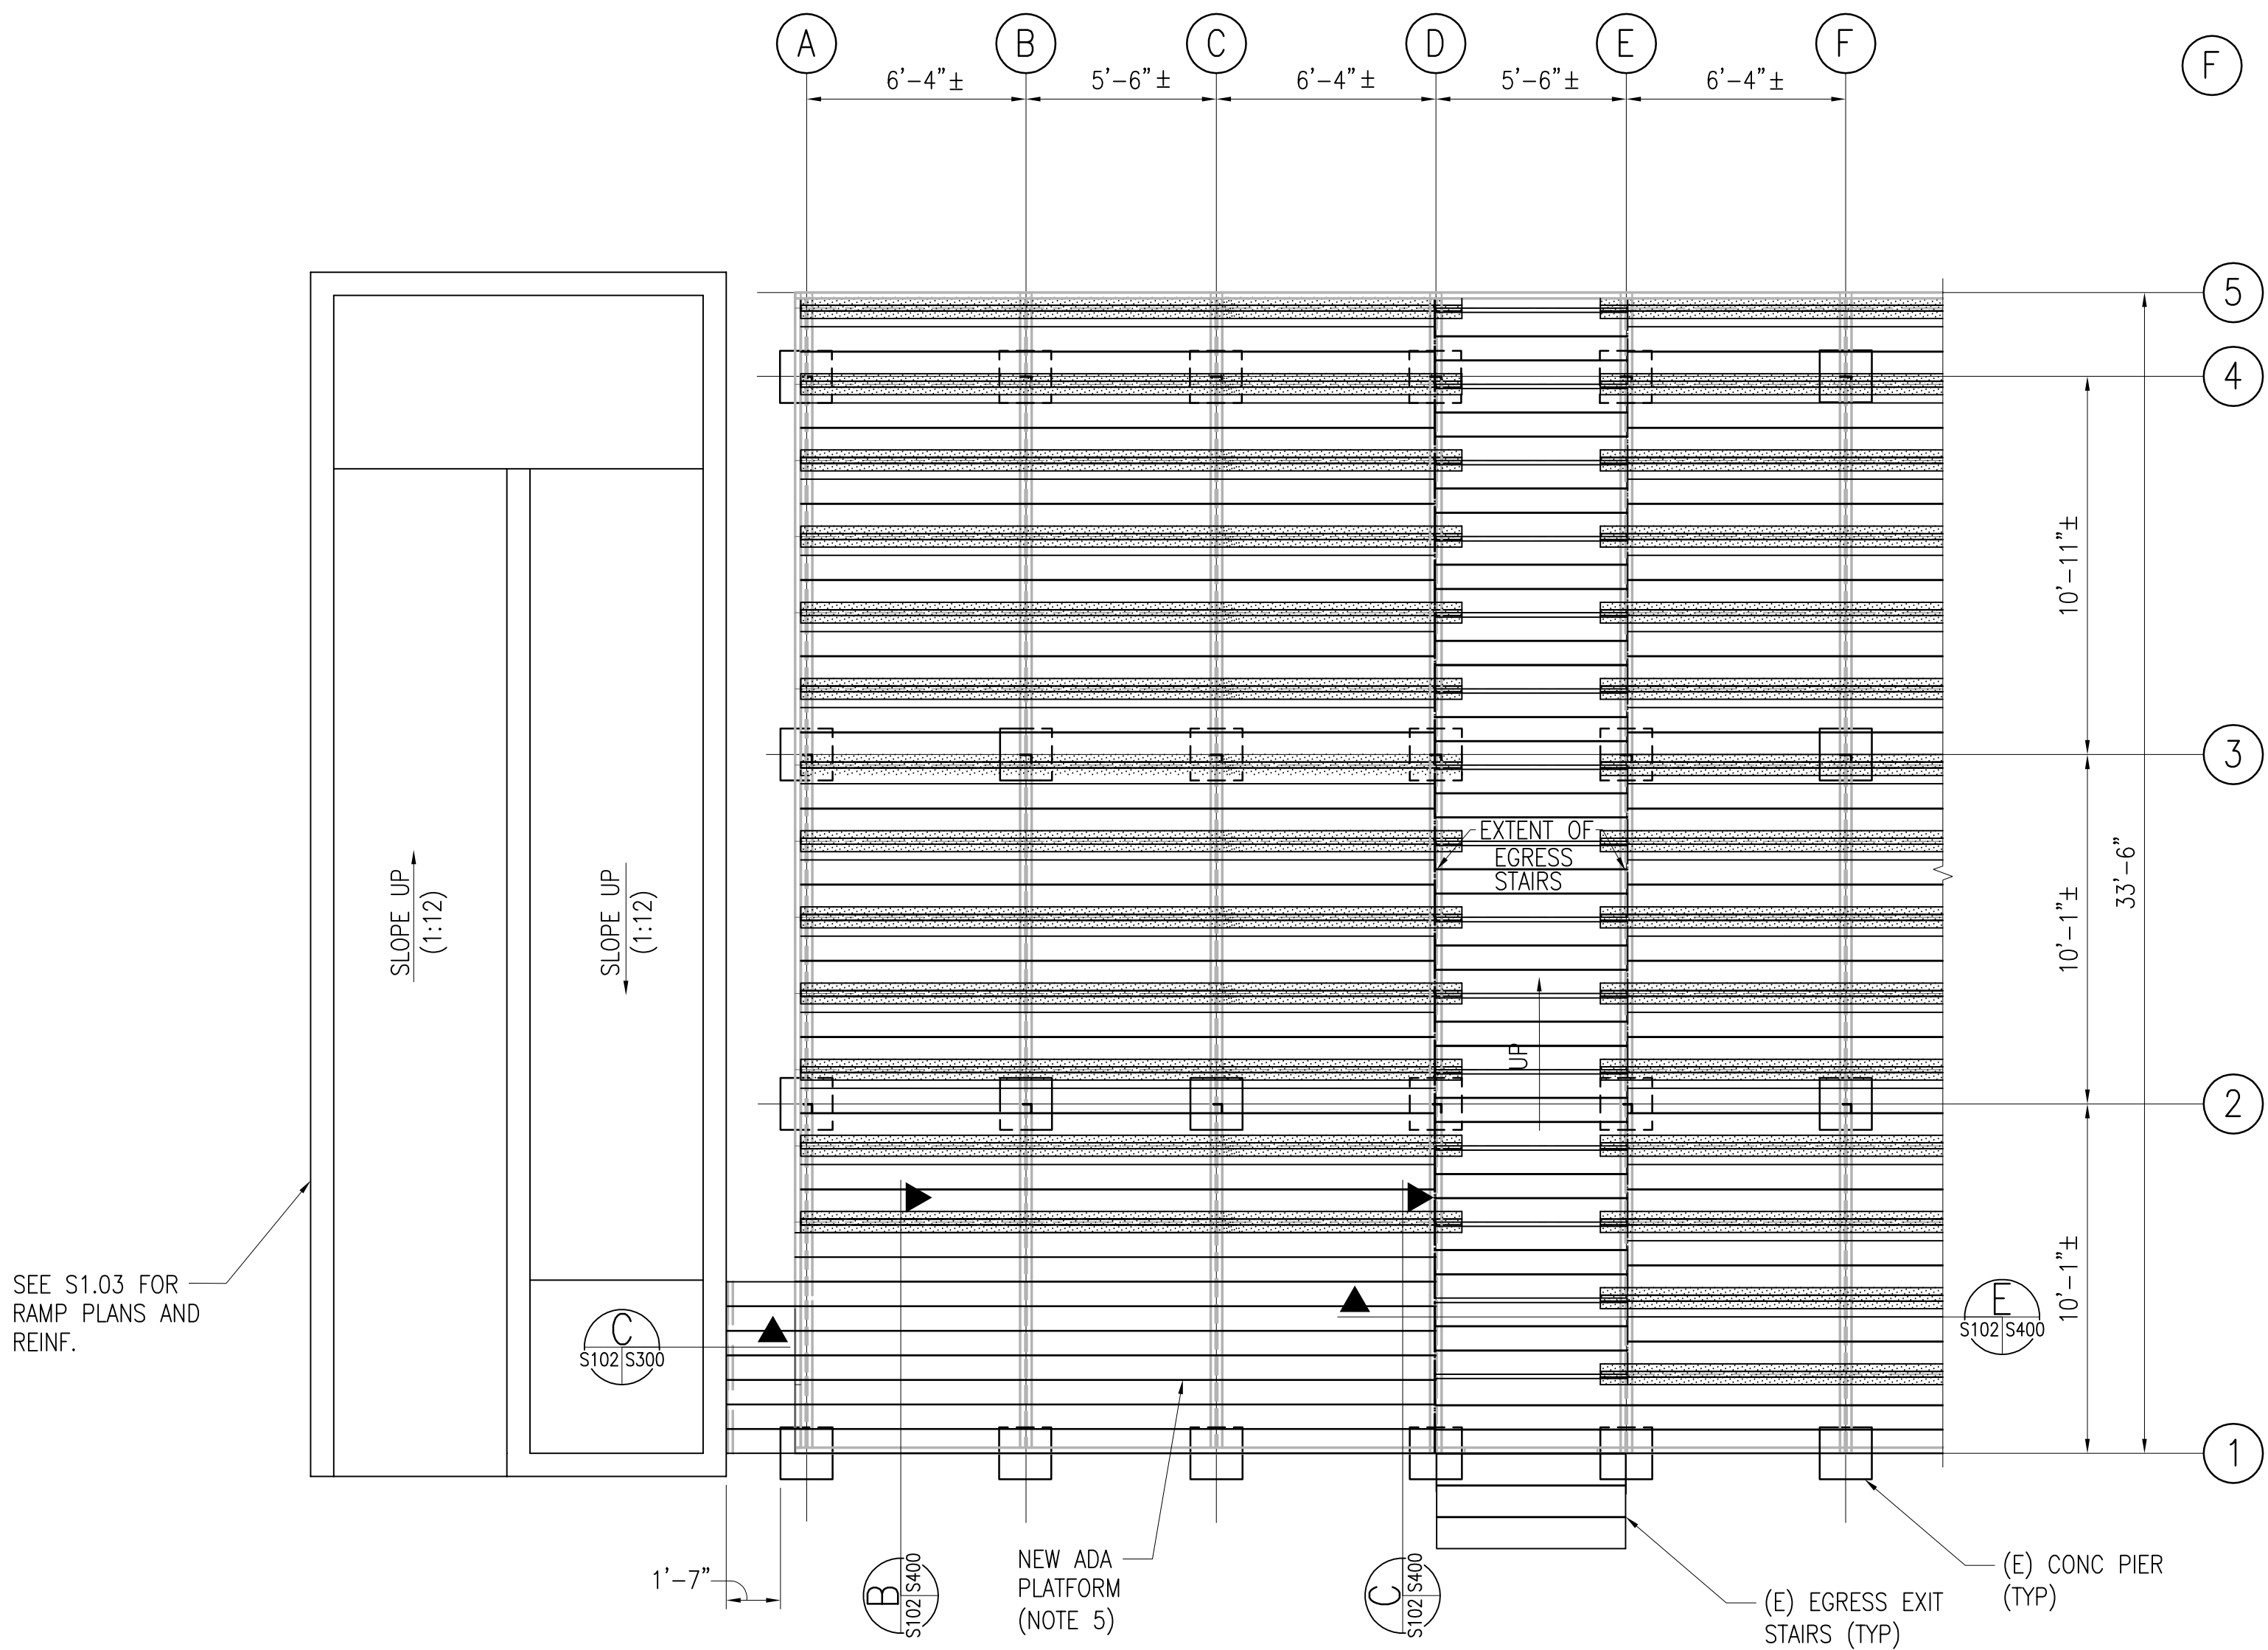 A
B
C
D
E
F
F
6'-4"±
5'-6"±
6'-4"±
5'-6"±
6'-4"±
5
4
10'-11"±
3
33'-6"
10'-1"±
2
10'-1"±
1
SLOPE UP
(1:12)
SLOPE UP
(1:12)
EXTENT OF
EGRESS
STAIRS
UP
SEE S1.03 FOR
RAMP PLANS AND
REINF.
C
S102 S300
E
S102 S400
1'-7"
B
S102 S400
NEW ADA
PLATFORM
(NOTE 5)
C
S102 S400
(E) EGRESS EXIT
STAIRS (TYP)
(E) CONC PIER
(TYP)